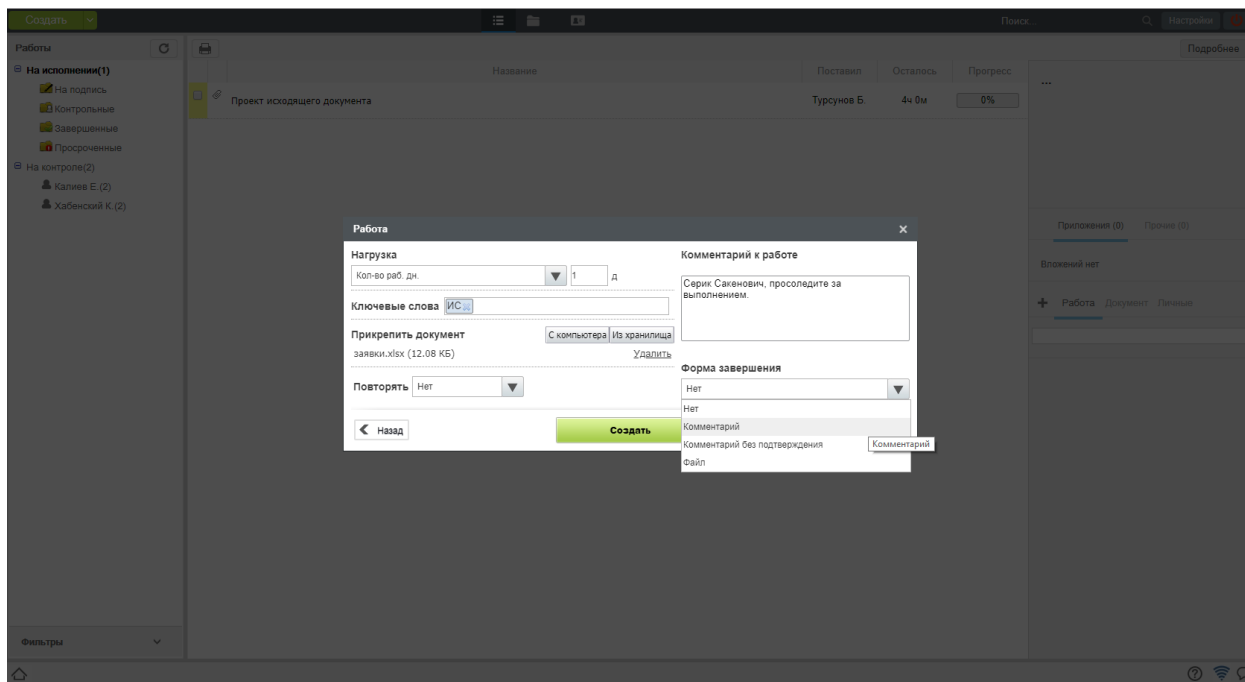 Создать
Поиск...
Настройки
Работы
Подробнее
На исполнении(1)
Название
Поставил
Осталось
Прогресс
...
На подпись
Проект исходящего документа
Турсунов Б.
4ч 0м
0%
Контрольные
Завершенные
Просроченные
На контроле(2)
Калиев Е.(2)
Хабенский К.(2)
Работа
Нагрузка
Кол-во раб. дн.
1
д
Ключевые слова
ИС
Прикрепить документ
С компьютера
Из хранилища
заявки.xlsx (12.08 КБ)
Удалить
Повторять
Нет
Назад
Создать
Комментарий к работе
Серик Сакенович, просоледите за
выполнением.
Форма завершения
Нет
Нет
Комментарий
Комментарий без подтверждения
Комментарий
Файл
Приложения (0)
Прочие (0)
Вложений нет
Работа
Документ
Личные
Фильтры